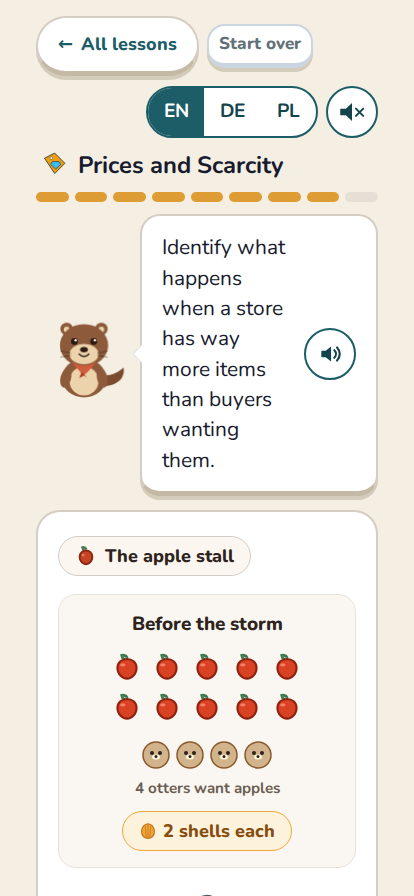 ← All lessons
Start over
EN DE PL
Prices and Scarcity
Identify what
happens
when a store
has way
more items
than buyers
wanting
them.
The apple stall
Before the storm
4 otters want apples
2 shells each